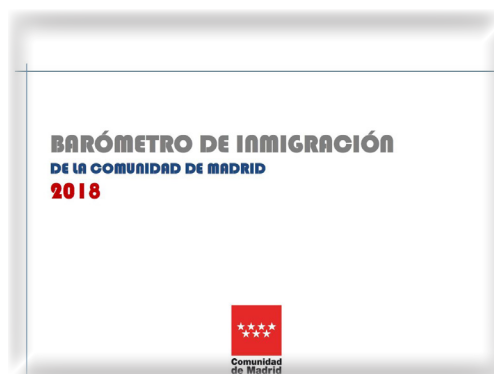 BARÓMETRO DE INMIGRACIÓN
DE LA COMUNIDAD DE MADRID
2018
Comunidad
de Madrid